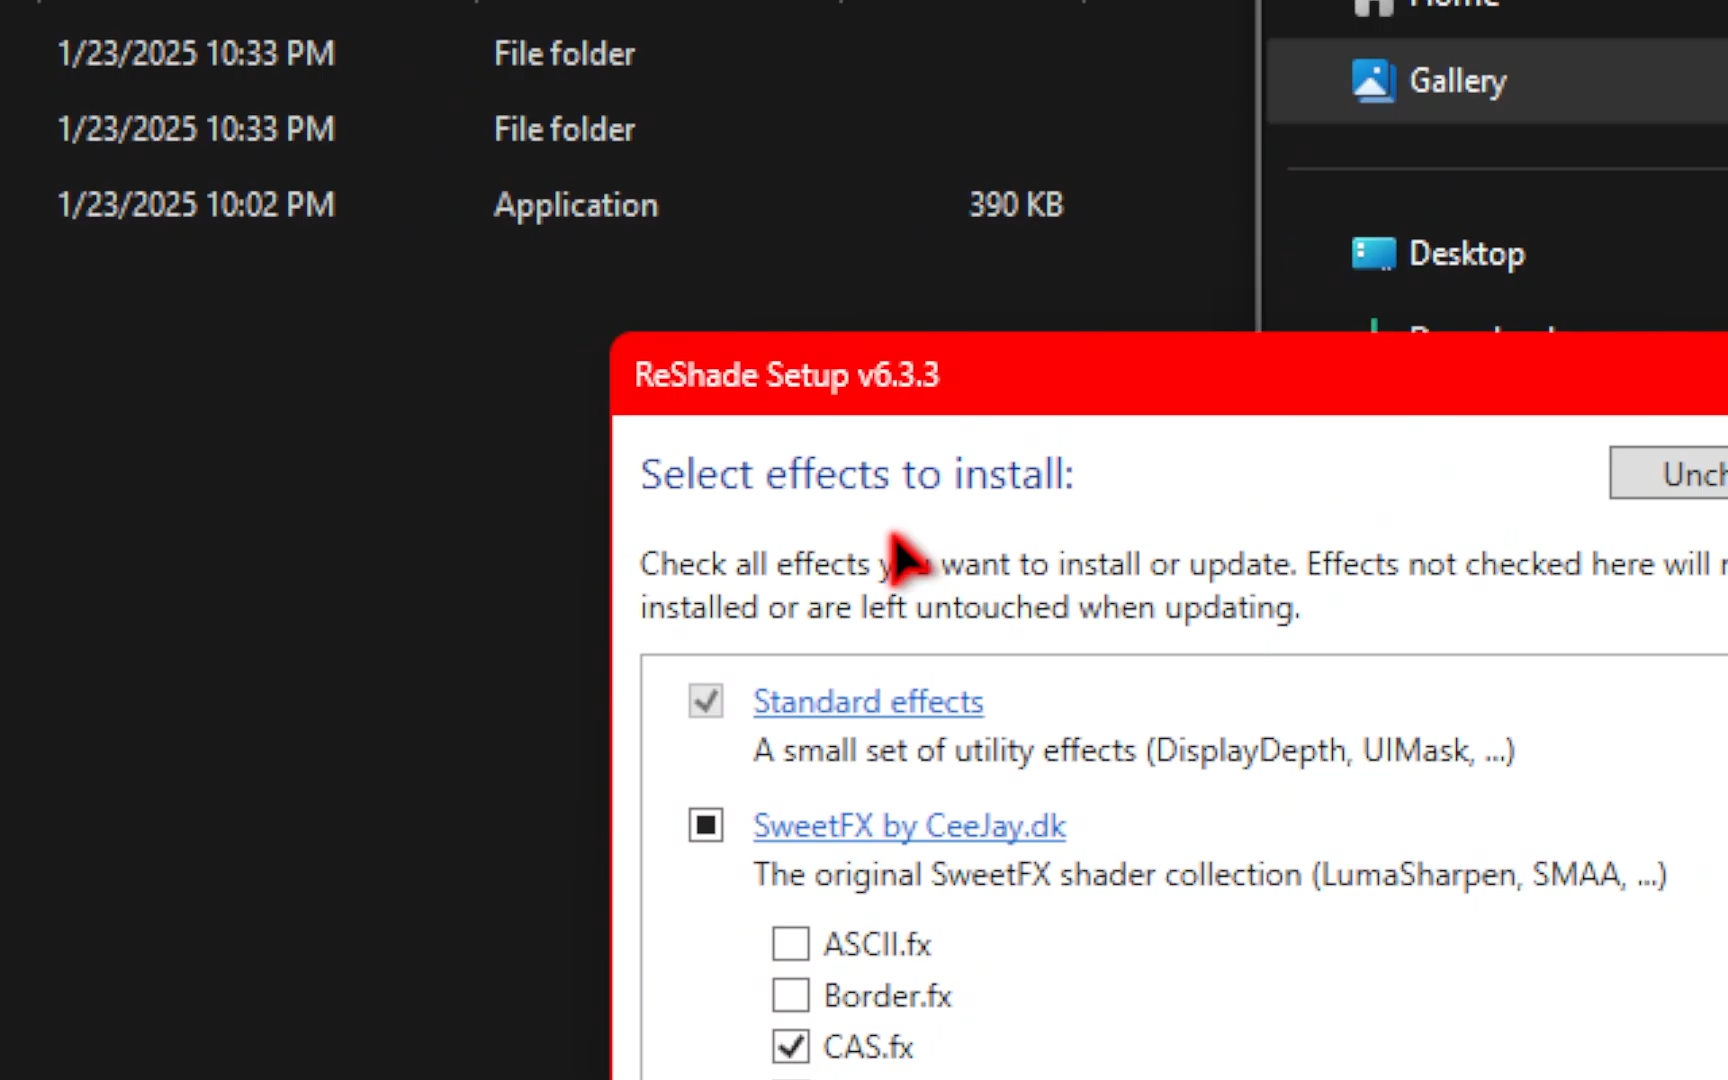 1/23/2025 10:33 PM File folder
1/23/2025 10:33 PM File folder
1/23/2025 10:02 PM Application 390 KB
Home
Gallery
Desktop
ReShade Setup v6.3.3
Select effects to install:
Check all effects you want to install or update. Effects not checked here will
installed or are left untouched when updating.
Standard effects
A small set of utility effects (DisplayDepth, UIMask, ...)
SweetFX by CeeJay.dk
The original SweetFX shader collection (LumaSharpen, SMAA, ...)
ASCII.fx
Border.fx
CAS.fx